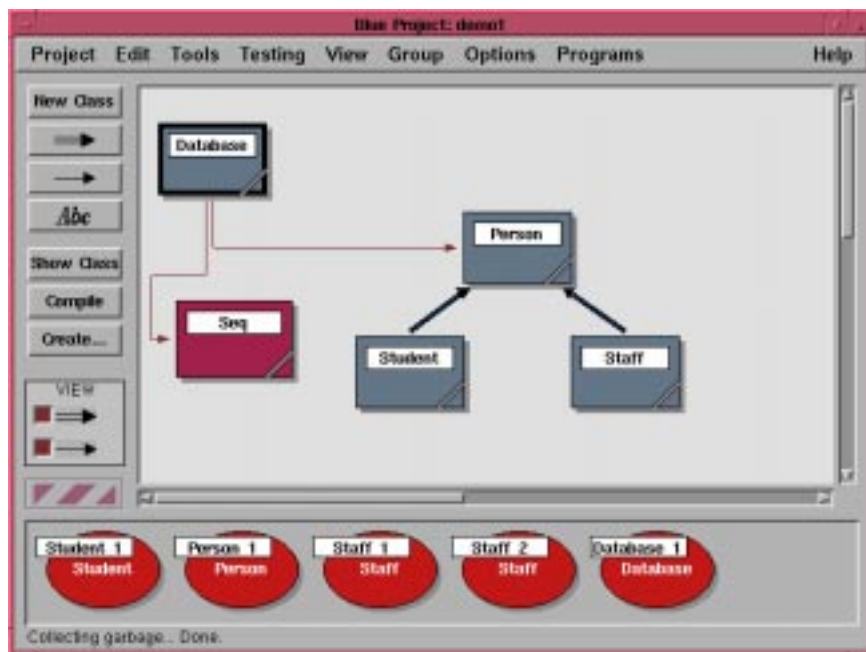 Blue Project: demo1
Project Edit Tools Testing View Group Options Programs Help
New Class
Abc
Show Class
Compile
Create...
VIEW
Database
Person
Seq
Student
Staff
Student 1
Student
Person 1
Person
Staff 1
Staff
Staff 2
Staff
Database 1
Database
Collecting garbage... Done.